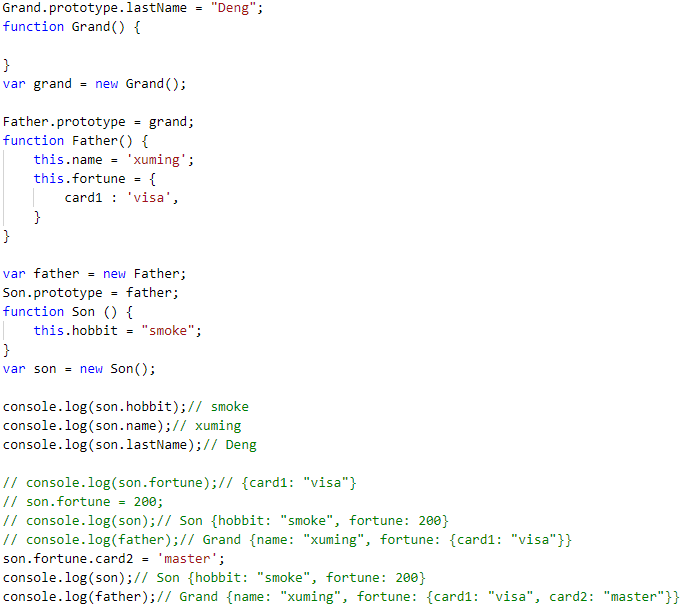 Grand.prototype.lastName = "Deng";
function Grand() {
}
var grand = new Grand();
Father.prototype = grand;
function Father() {
    this.name = 'xuming';
    this.fortune = {
        card1 : 'visa',
    }
}
var father = new Father;
Son.prototype = father;
function Son () {
    this.hobbit = "smoke";
}
var son = new Son();
console.log(son.hobbit);// smoke
console.log(son.name);// xuming
console.log(son.lastName);// Deng
// console.log(son.fortune);// {card1: "visa"}
// son.fortune = 200;
// console.log(son);// Son {hobbit: "smoke", fortune: 200}
// console.log(father);// Grand {name: "xuming", fortune: {card1: "visa"}}
son.fortune.card2 = 'master';
console.log(son);// Son {hobbit: "smoke", fortune: 200}
console.log(father);// Grand {name: "xuming", fortune: {card1: "visa", card2: "master"}}